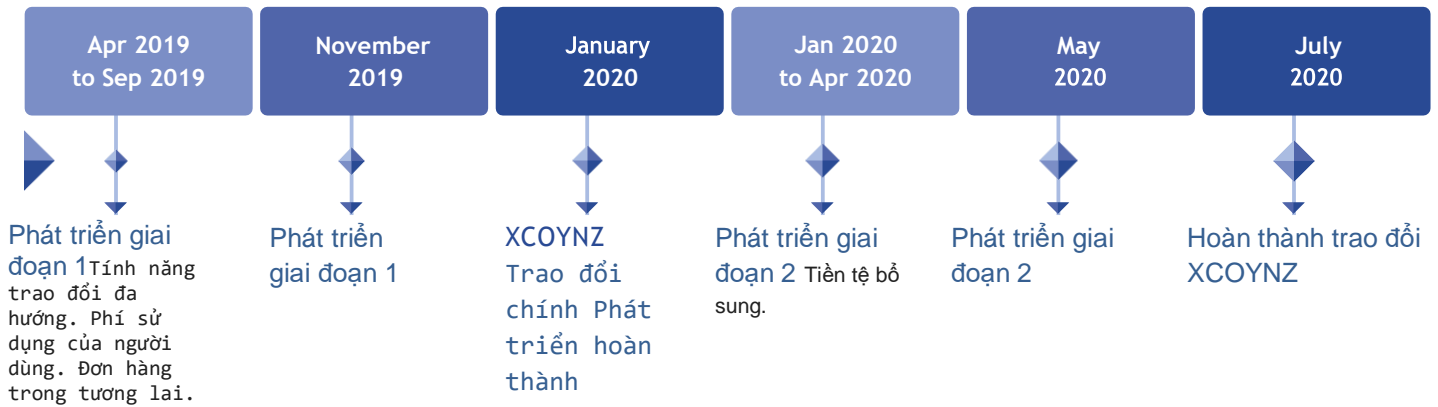 Apr 2019
to Sep 2019
November
2019
January
2020
Jan 2020
to Apr 2020
May
2020
July
2020
Phát triển giai
đoạn 1Tính năng
trao đổi đa
hướng. Phí sử
dụng của người
dùng. Đơn hàng
trong tương lai.
Phát triển
giai đoạn 1
XCOYNZ
Trao đổi
chính Phát
triển hoàn
thành
Phát triển giai
đoạn 2 Tiền tệ bổ
sung.
Phát triển giai
đoạn 2
Hoàn thành trao đổi
XCOYNZ